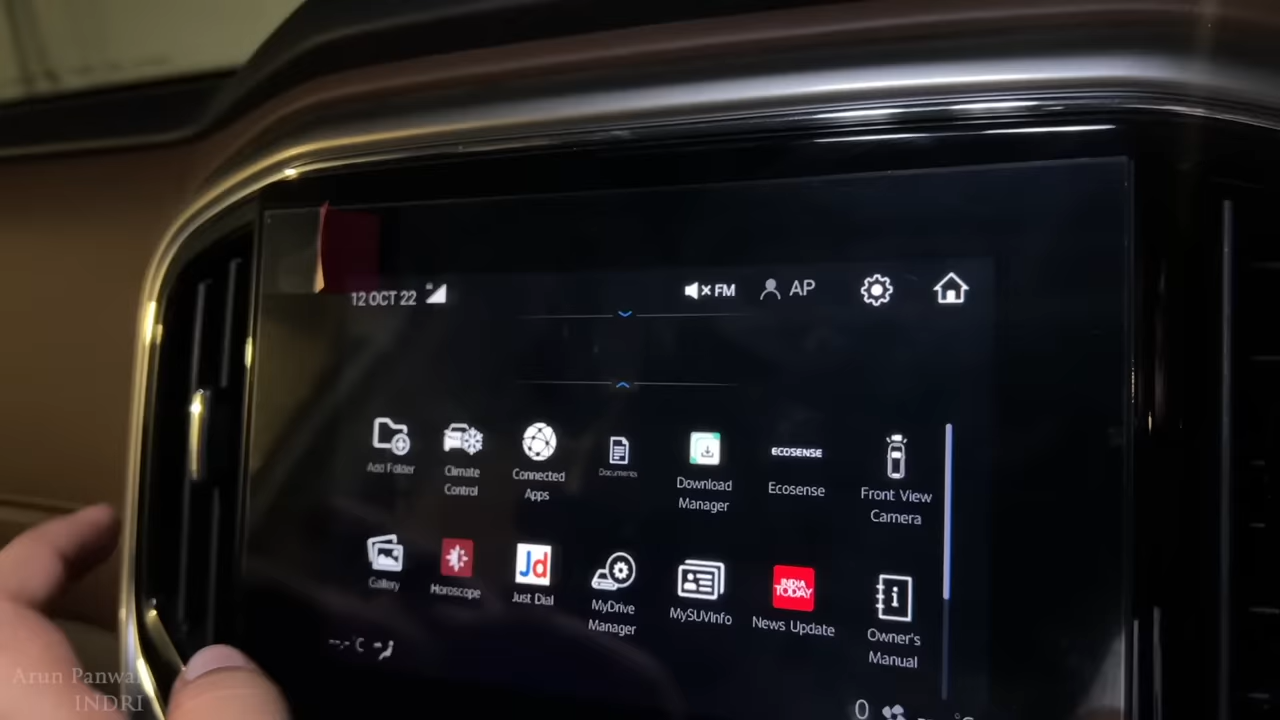 12 OCT 22
FM
AP
Add Folder
Climate
Control
Connected
Apps
Documents
Download
Manager
ECOSENSE
Ecosense
Front View
Camera
Gallery
Horoscope
Jd
Just Dial
MyDrive
Manager
MySUVInfo
INDIA
TODAY
News Update
i
Owner's
Manual
--.-°C
0
Arun Panwar
INDRI